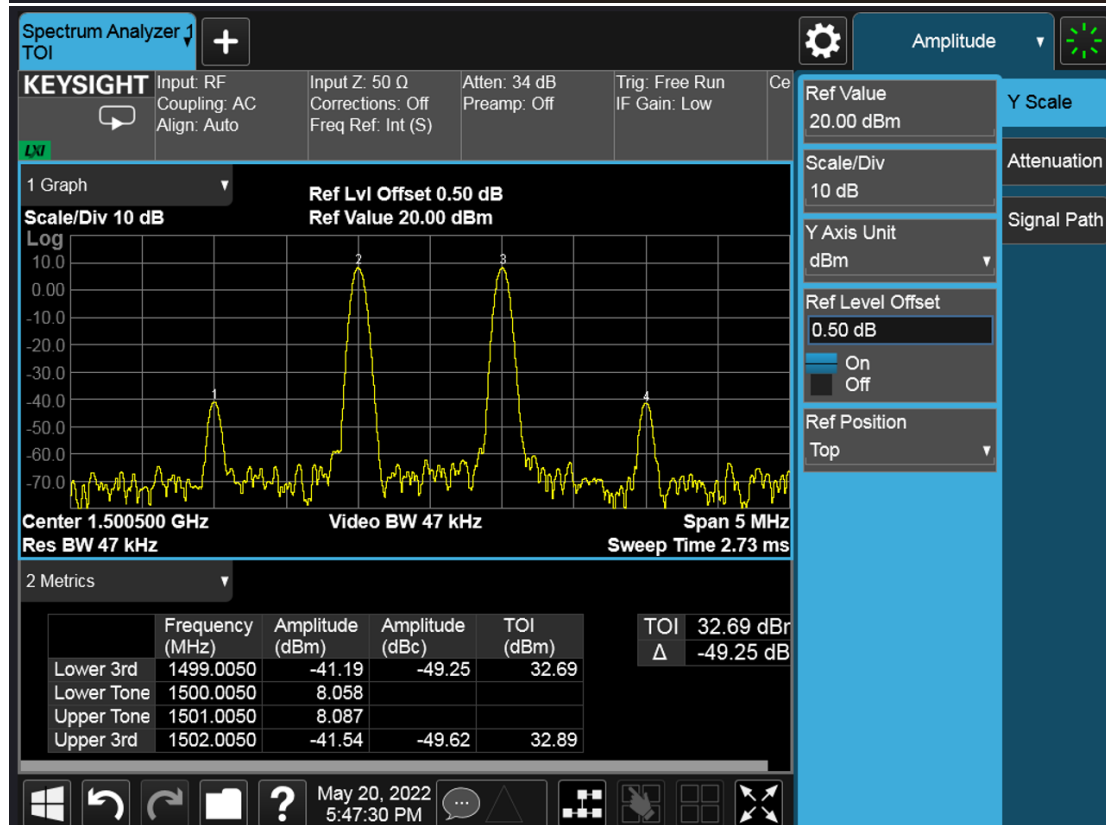 Spectrum Analyzer 1
TOI
+
Amplitude
KEYSIGHT
LXI
Input: RF
Coupling: AC
Align: Auto
Input Z: 50 Ω
Corrections: Off
Freq Ref: Int (S)
Atten: 34 dB
Preamp: Off
Trig: Free Run
IF Gain: Low
Ce
1 Graph
Scale/Div 10 dB
Ref Lvl Offset 0.50 dB
Ref Value 20.00 dBm
Log
10.0
0.00
-10.0
-20.0
-30.0
-40.0
-50.0
-60.0
-70.0
1
2
3
4
Center 1.500500 GHz
Video BW 47 kHz
Span 5 MHz
Res BW 47 kHz
Sweep Time 2.73 ms
2 Metrics
Frequency (MHz) Amplitude (dBm) Amplitude (dBc) TOI (dBm)
Lower 3rd 1499.0050 -41.19 -49.25 32.69
Lower Tone 1500.0050 8.058
Upper Tone 1501.0050 8.087
Upper 3rd 1502.0050 -41.54 -49.62 32.89
TOI 32.69 dBm
Δ -49.25 dB
?
May 20, 2022
5:47:30 PM
Ref Value
20.00 dBm
Scale/Div
10 dB
Y Axis Unit
dBm
Ref Level Offset
0.50 dB
On
Off
Ref Position
Top
Y Scale
Attenuation
Signal Path